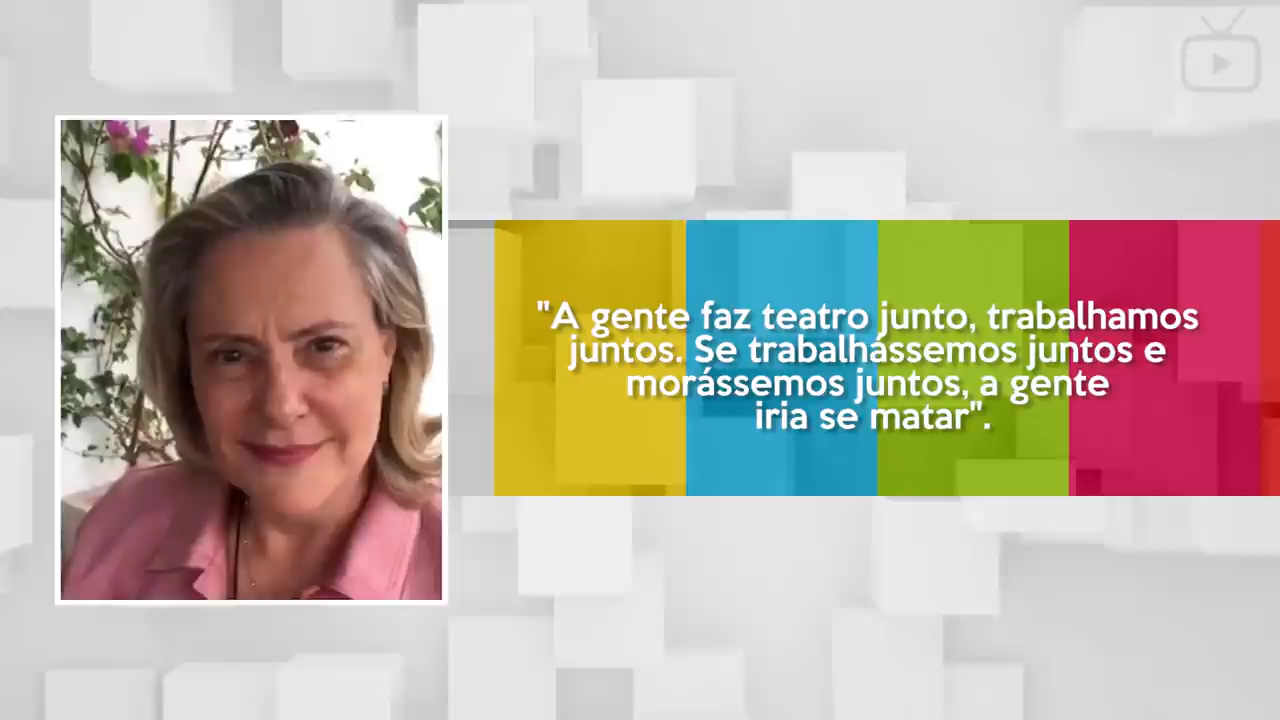 "A gente faz teatro junto, trabalhamos
juntos. Se trabalhássemos juntos e
morássemos juntos, a gente
iria se matar".